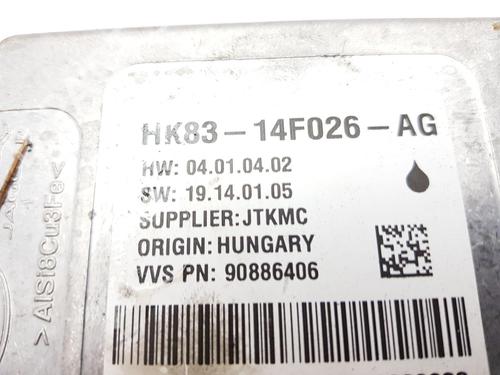 HK83-14F026-AG
HW: 04.01.04.02
SW: 19.14.01.05
SUPPLIER:JTKMC
ORIGIN: HUNGARY
VVS PN: 90886406
>AlSi8Cu3Fe<